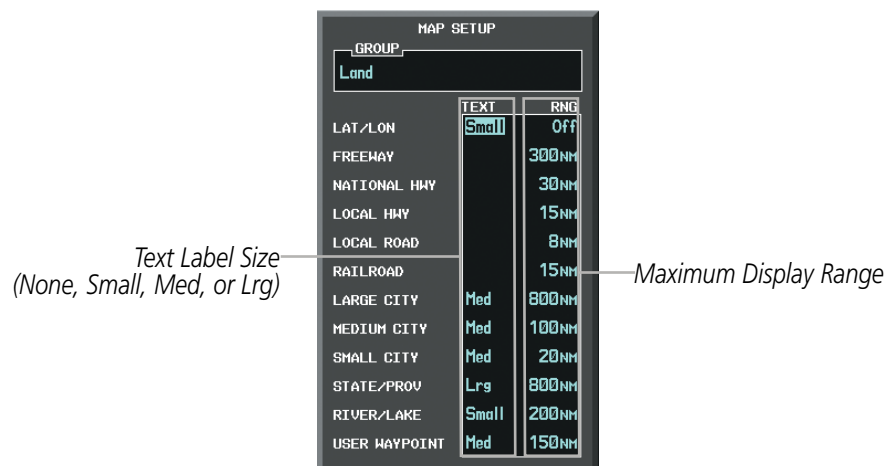 MAP SETUP
GROUP
Land
TEXT RNG
LAT/LON Small Off
FREEWAY 300NM
NATIONAL HWY 30NM
LOCAL HWY 15NM
LOCAL ROAD 8NM
RAILROAD 15NM
LARGE CITY Med 800NM
MEDIUM CITY Med 100NM
SMALL CITY Med 20NM
STATE/PROV Lrg 800NM
RIVER/LAKE Small 200NM
USER WAYPOINT Med 150NM
Text Label Size
(None, Small, Med, or Lrg)
Maximum Display Range